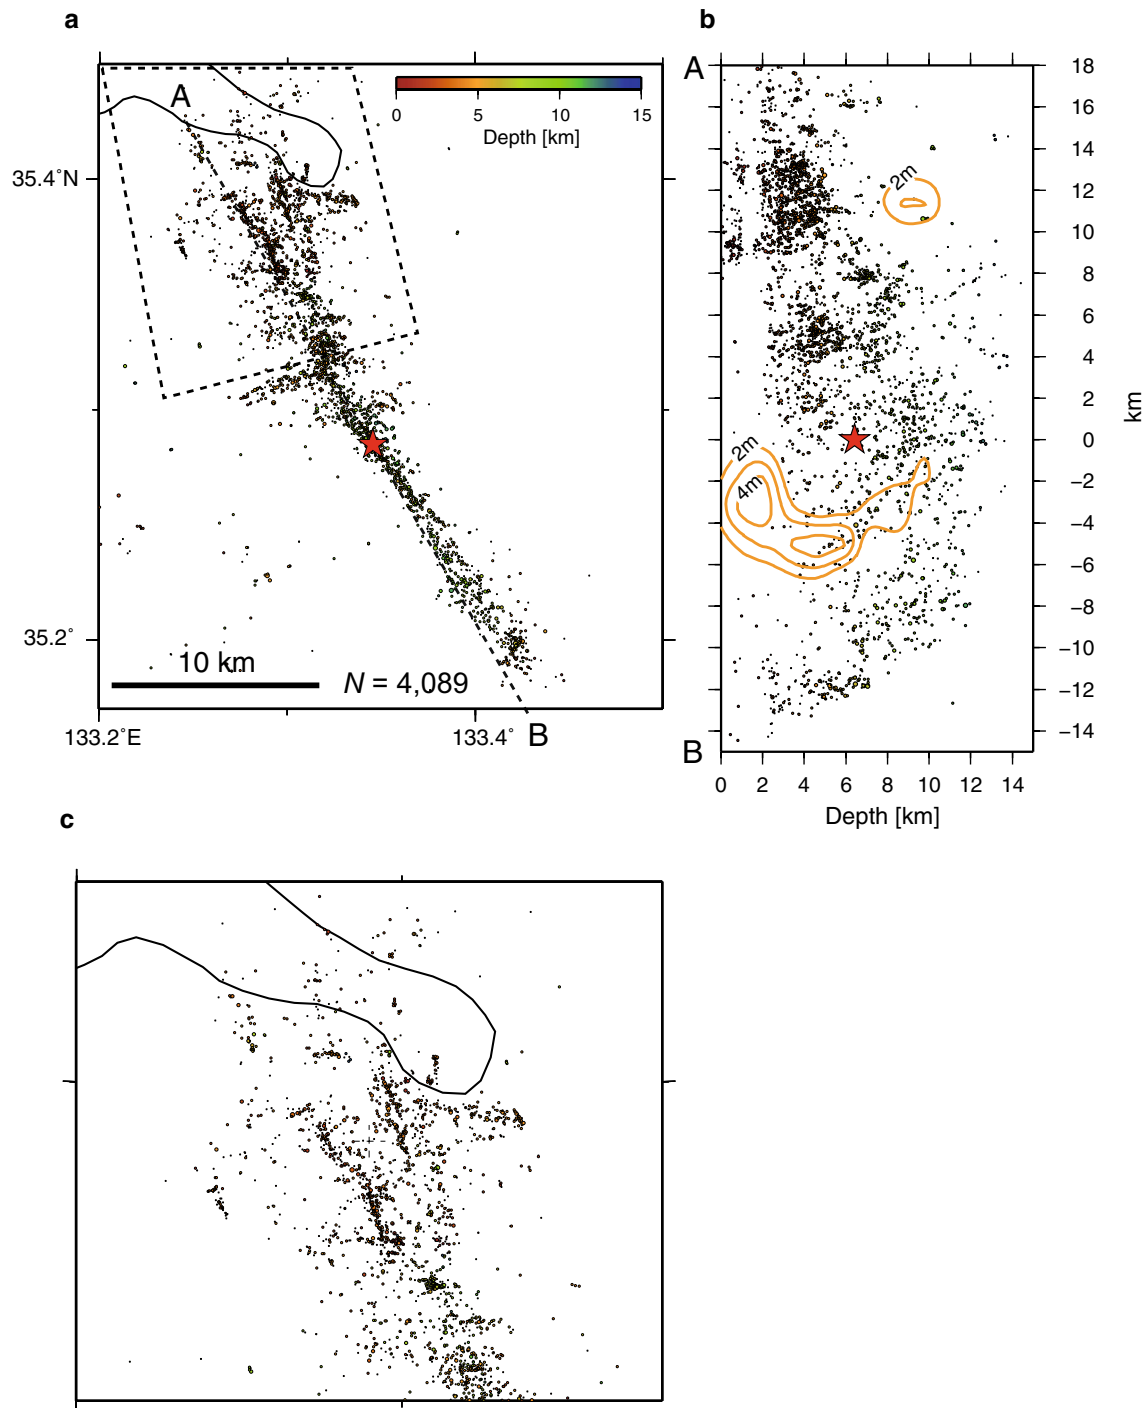 a
A
0 5 10 15
Depth [km]
35.4°N
35.2°
10 km
N = 4,089
133.2°E 133.4°
B
b
A
2m
2m
4m
18
16
14
12
10
8
6
4
2
0
−2
−4
−6
−8
−10
−12
−14
km
B
0 2 4 6 8 10 12 14
Depth [km]
c